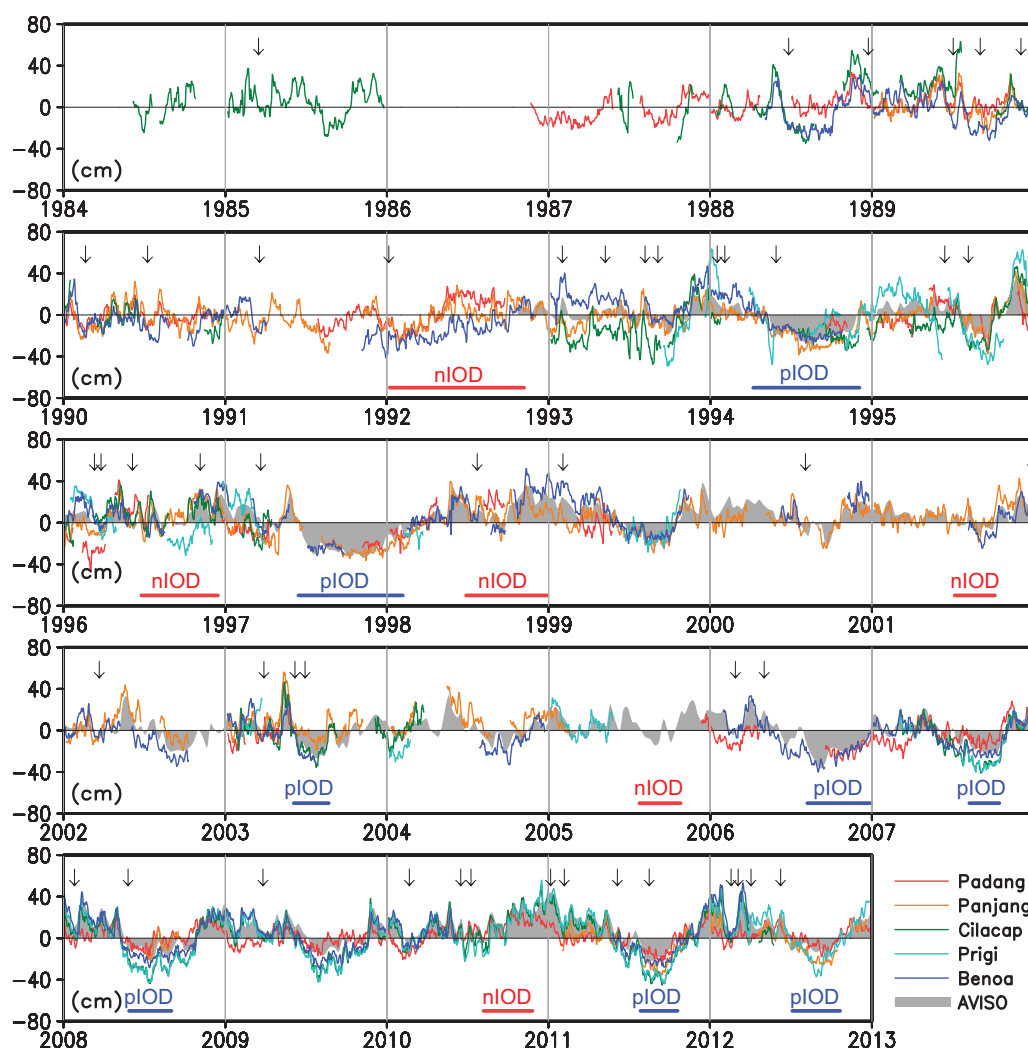 80
40
0
−40
−80
(cm)
1984 1985 1986 1987 1988 1989
80
40
0
−40
−80
(cm)
nIOD pIOD
1990 1991 1992 1993 1994 1995
80
40
0
−40
−80
(cm)
nIOD pIOD nIOD nIOD
1996 1997 1998 1999 2000 2001
80
40
0
−40
−80
(cm)
pIOD nIOD pIOD pIOD
2002 2003 2004 2005 2006 2007
80
40
0
−40
−80
(cm)
pIOD nIOD pIOD pIOD
2008 2009 2010 2011 2012 2013
Padang
Panjang
Cilacap
Prigi
Benoa
AVISO